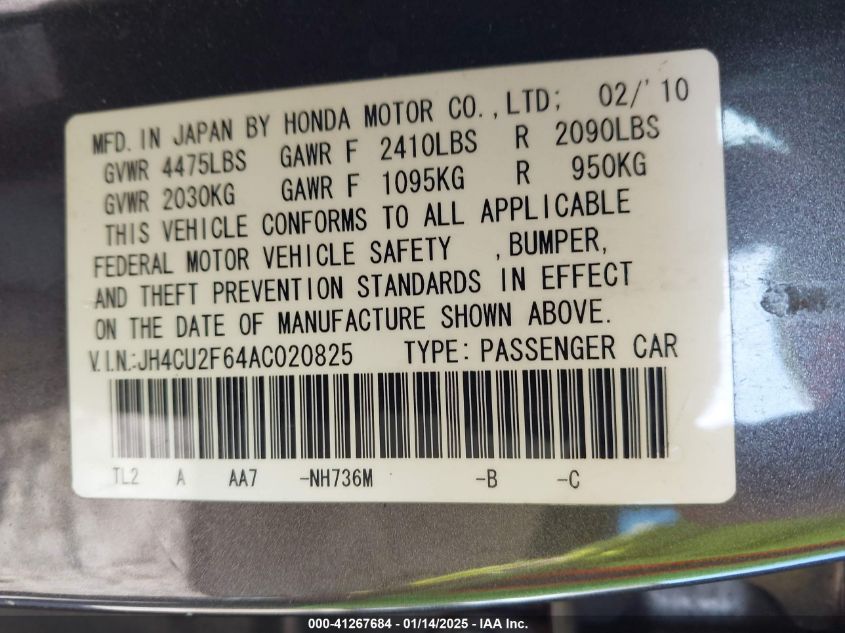 MFD. IN JAPAN BY HONDA MOTOR CO., LTD; 02/'10
GVWR 4475LBS GAWR F 2410LBS R 2090LBS
GVWR 2030KG GAWR F 1095KG R 950KG
THIS VEHICLE CONFORMS TO ALL APPLICABLE
FEDERAL MOTOR VEHICLE SAFETY , BUMPER,
AND THEFT PREVENTION STANDARDS IN EFFECT
ON THE DATE OF MANUFACTURE SHOWN ABOVE.
V.I.N.:JH4CU2F64AC020825 TYPE: PASSENGER CAR
TL2 A AA7 -NH736M -B -C
000-41267684 - 01/14/2025 - IAA Inc.